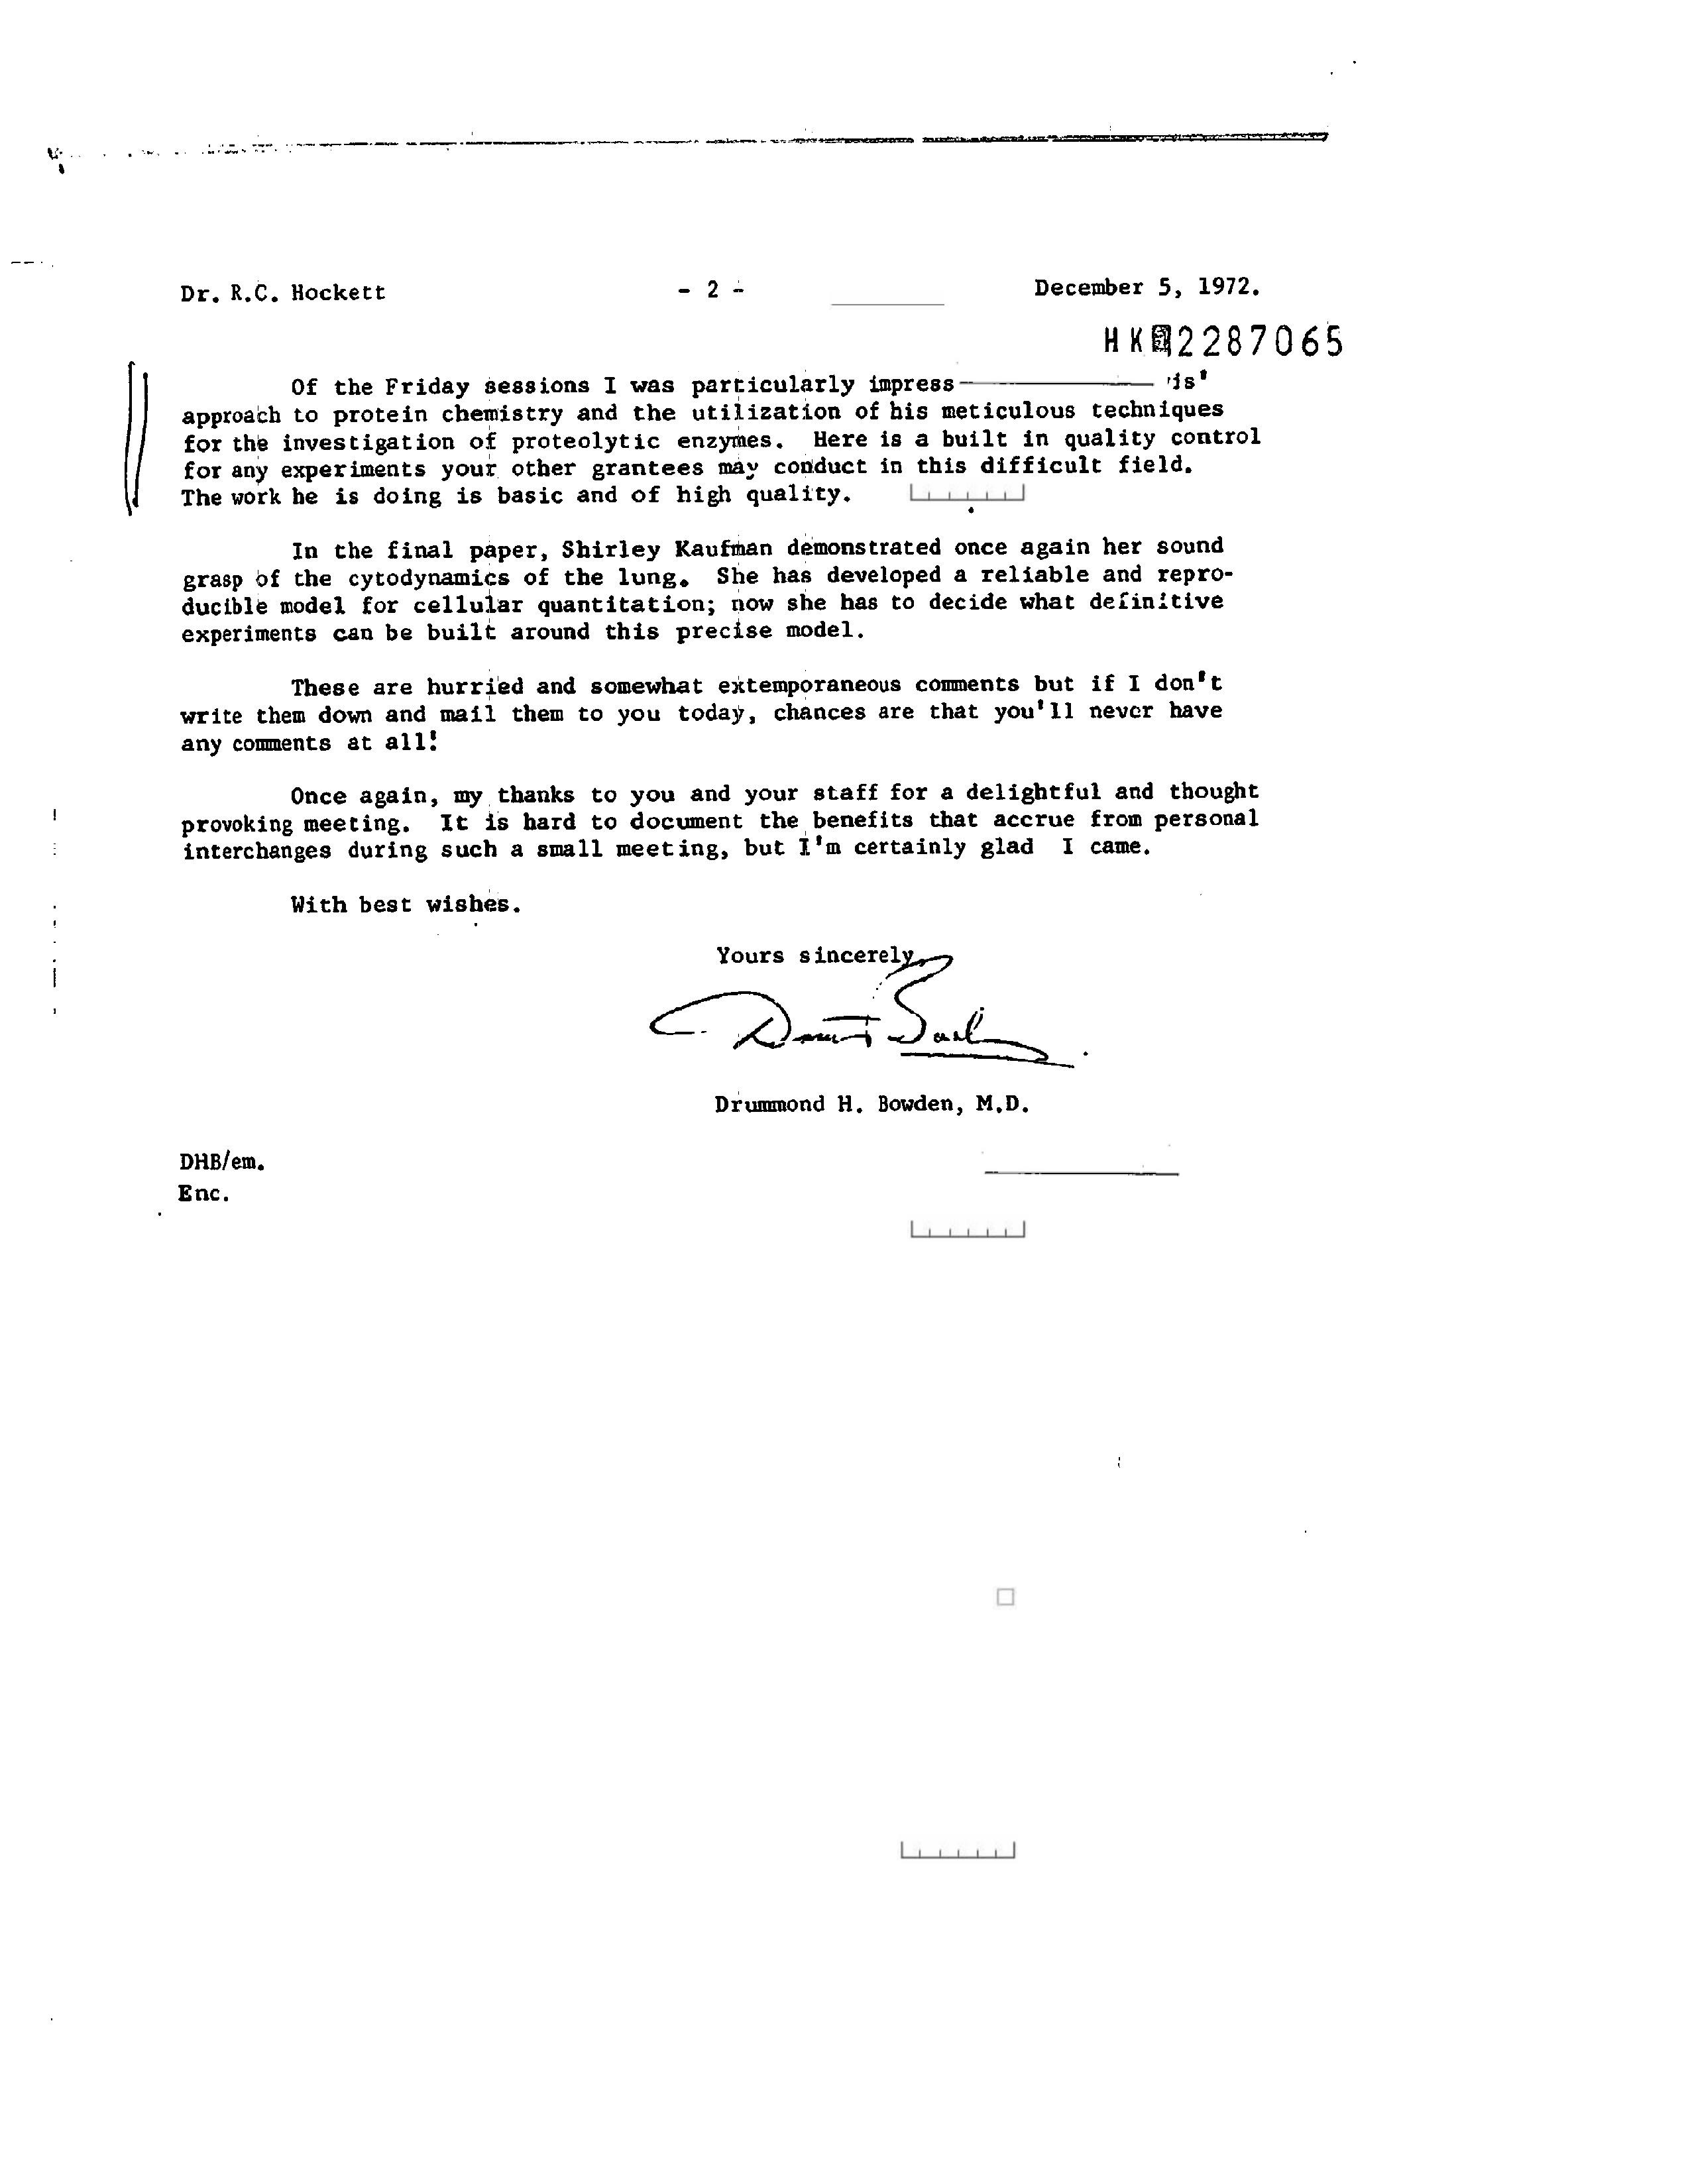 Dr. R.C. Hockett - 2 - December 5, 1972.
HK 2287065
Of the Friday sessions I was particularly impress is'
approach to protein chemistry and the utilization of his meticulous techniques
for the investigation of proteolytic enzymes. Here is a built in quality control
for any experiments your other grantees may conduct in this difficult field.
The work he is doing is basic and of high quality.
In the final paper, Shirley Kaufman demonstrated once again her sound
grasp of the cytodynamics of the lung. She has developed a reliable and repro-
ducible model for cellular quantitation; now she has to decide what definitive
experiments can be built around this precise model.
These are hurried and somewhat extemporaneous comments but if I don't
write them down and mail them to you today, chances are that you'll never have
any comments at all!
Once again, my thanks to you and your staff for a delightful and thought
provoking meeting. It is hard to document the benefits that accrue from personal
interchanges during such a small meeting, but I'm certainly glad I came.
With best wishes.
Yours sincerely,
Drummond H. Bowden, M.D.
DHB/em.
Enc.